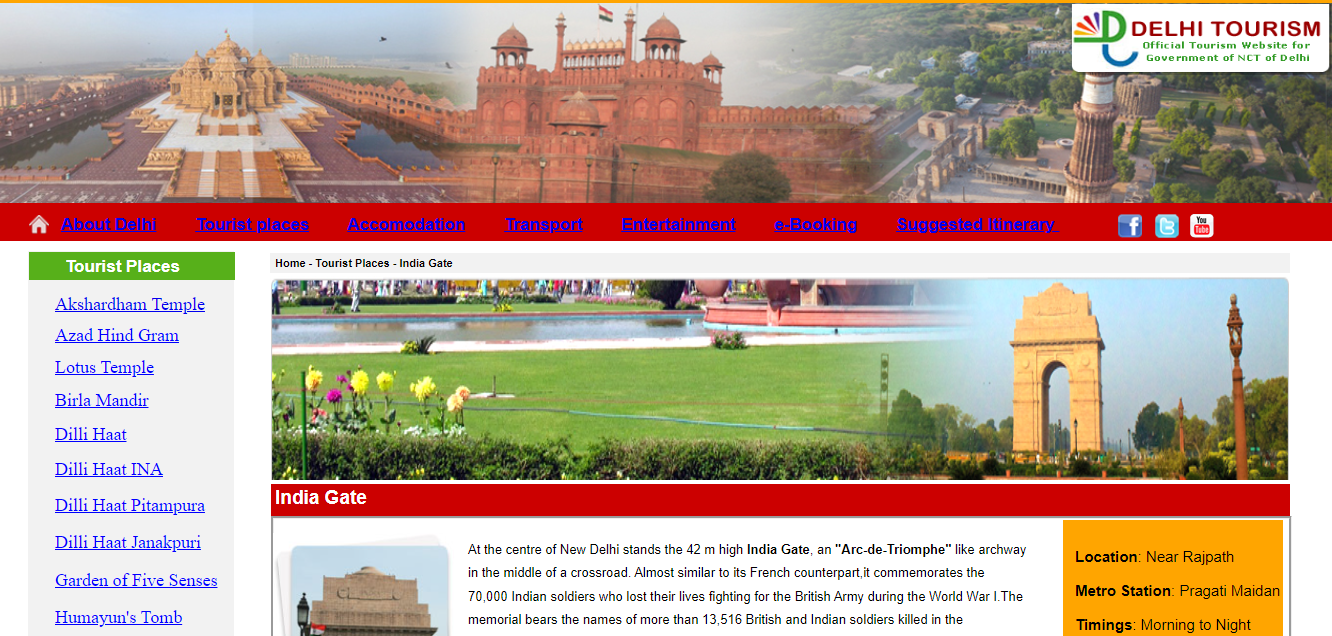 DELHI TOURISM
Official Tourism Website for
Government of NCT of Delhi
About Delhi Tourist places Accomodation Transport Entertainment e-Booking Suggested Itinerary
f t You Tube
Tourist Places
Akshardham Temple
Azad Hind Gram
Lotus Temple
Birla Mandir
Dilli Haat
Dilli Haat INA
Dilli Haat Pitampura
Dilli Haat Janakpuri
Garden of Five Senses
Humayun's Tomb
Home - Tourist Places - India Gate
India Gate
At the centre of New Delhi stands the 42 m high India Gate, an "Arc-de-Triomphe" like archway
in the middle of a crossroad. Almost similar to its French counterpart,it commemorates the
70,000 Indian soldiers who lost their lives fighting for the British Army during the World War I.The
memorial bears the names of more than 13,516 British and Indian soldiers killed in the
Location: Near Rajpath
Metro Station: Pragati Maidan
Timings: Morning to Night